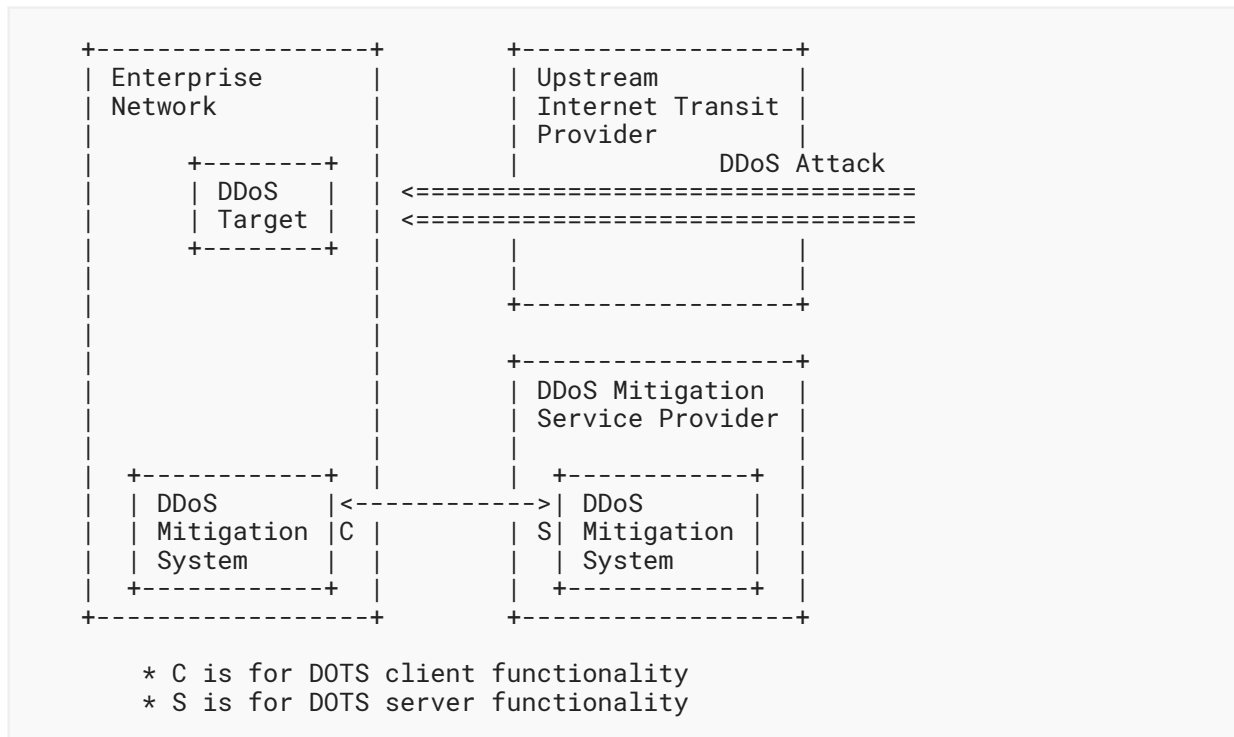 Enterprise
Network
Upstream
Internet Transit
Provider
DDoS Attack
DDoS
Target
DDoS Mitigation
Service Provider
DDoS
Mitigation
System
C
S
DDoS
Mitigation
System
* C is for DOTS client functionality
* S is for DOTS server functionality